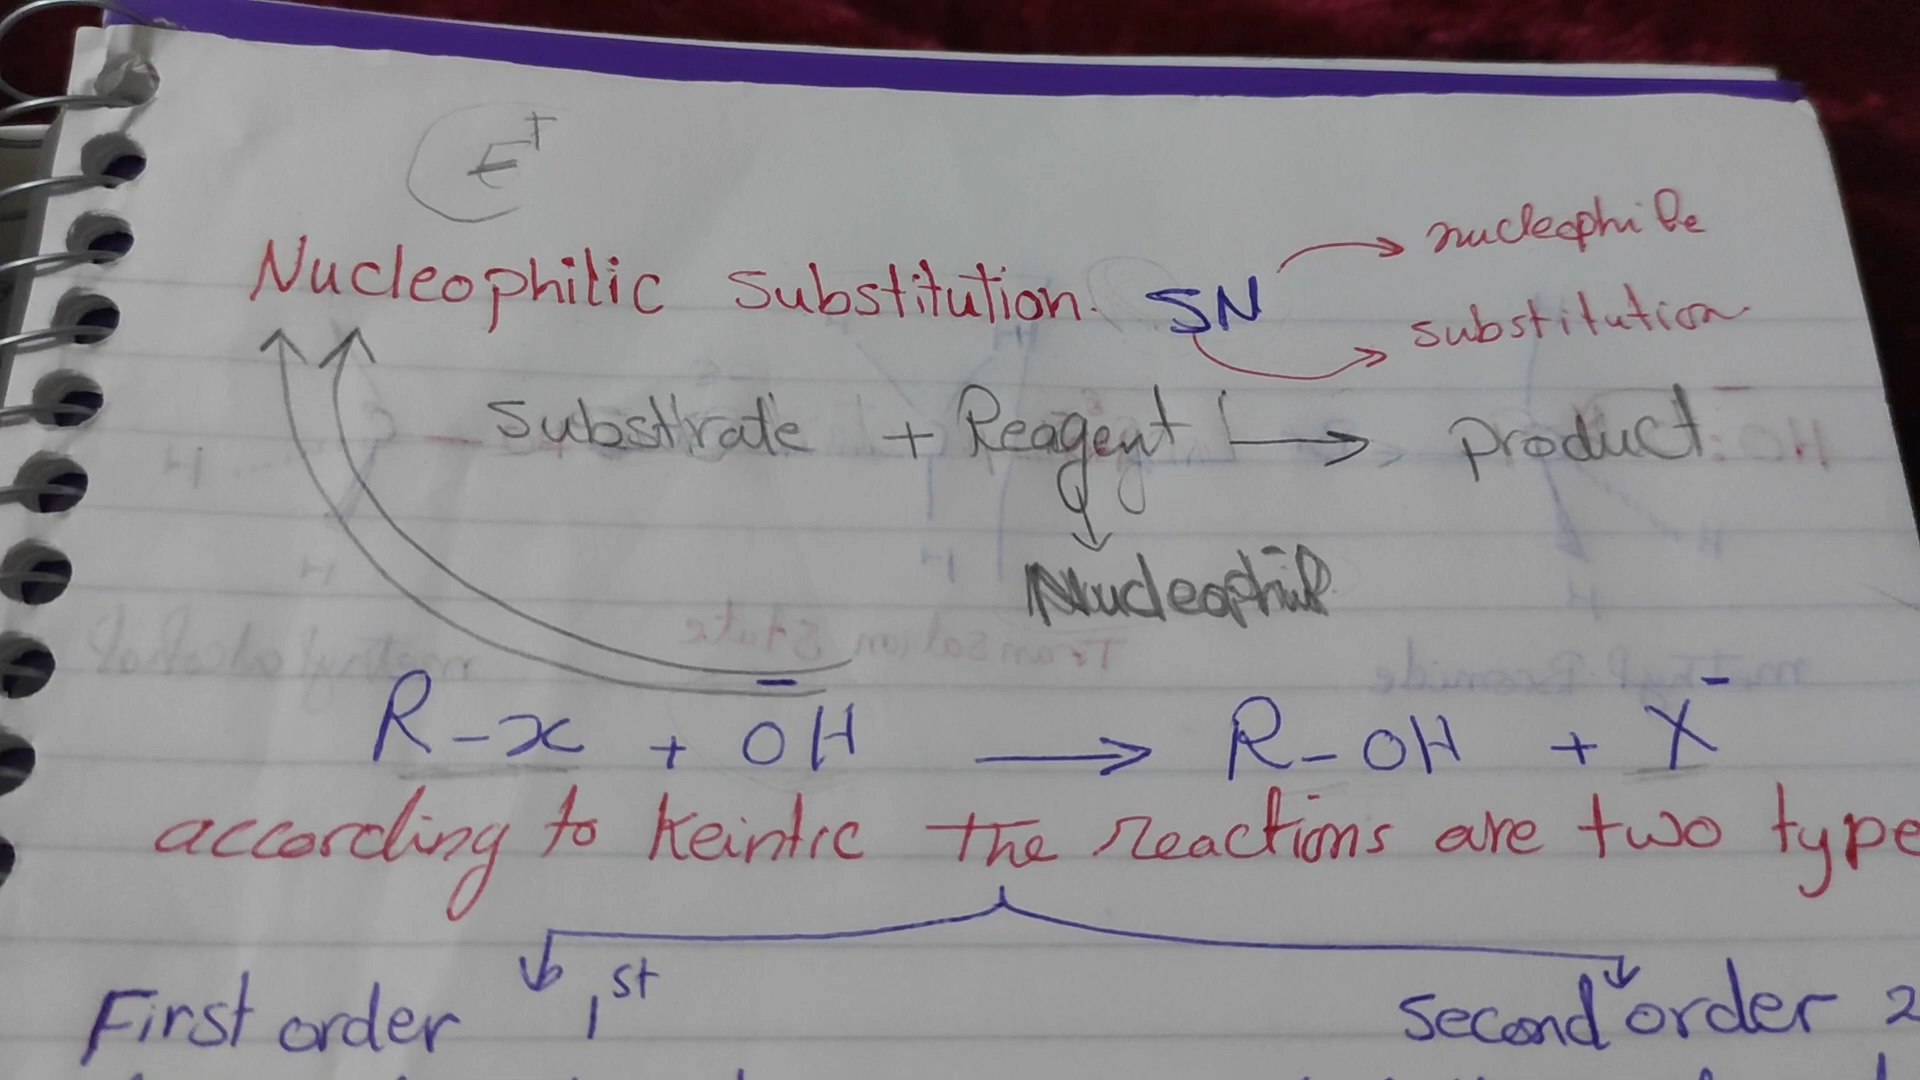 E+
Nucleophilic substitution. SN
nucleophile
substitution
Substrate + Reagent → product
Nucleophil
R-x + ŌH → R-OH + X⁻
according to Keintic the reactions are two type
First order 1st
Second order 2